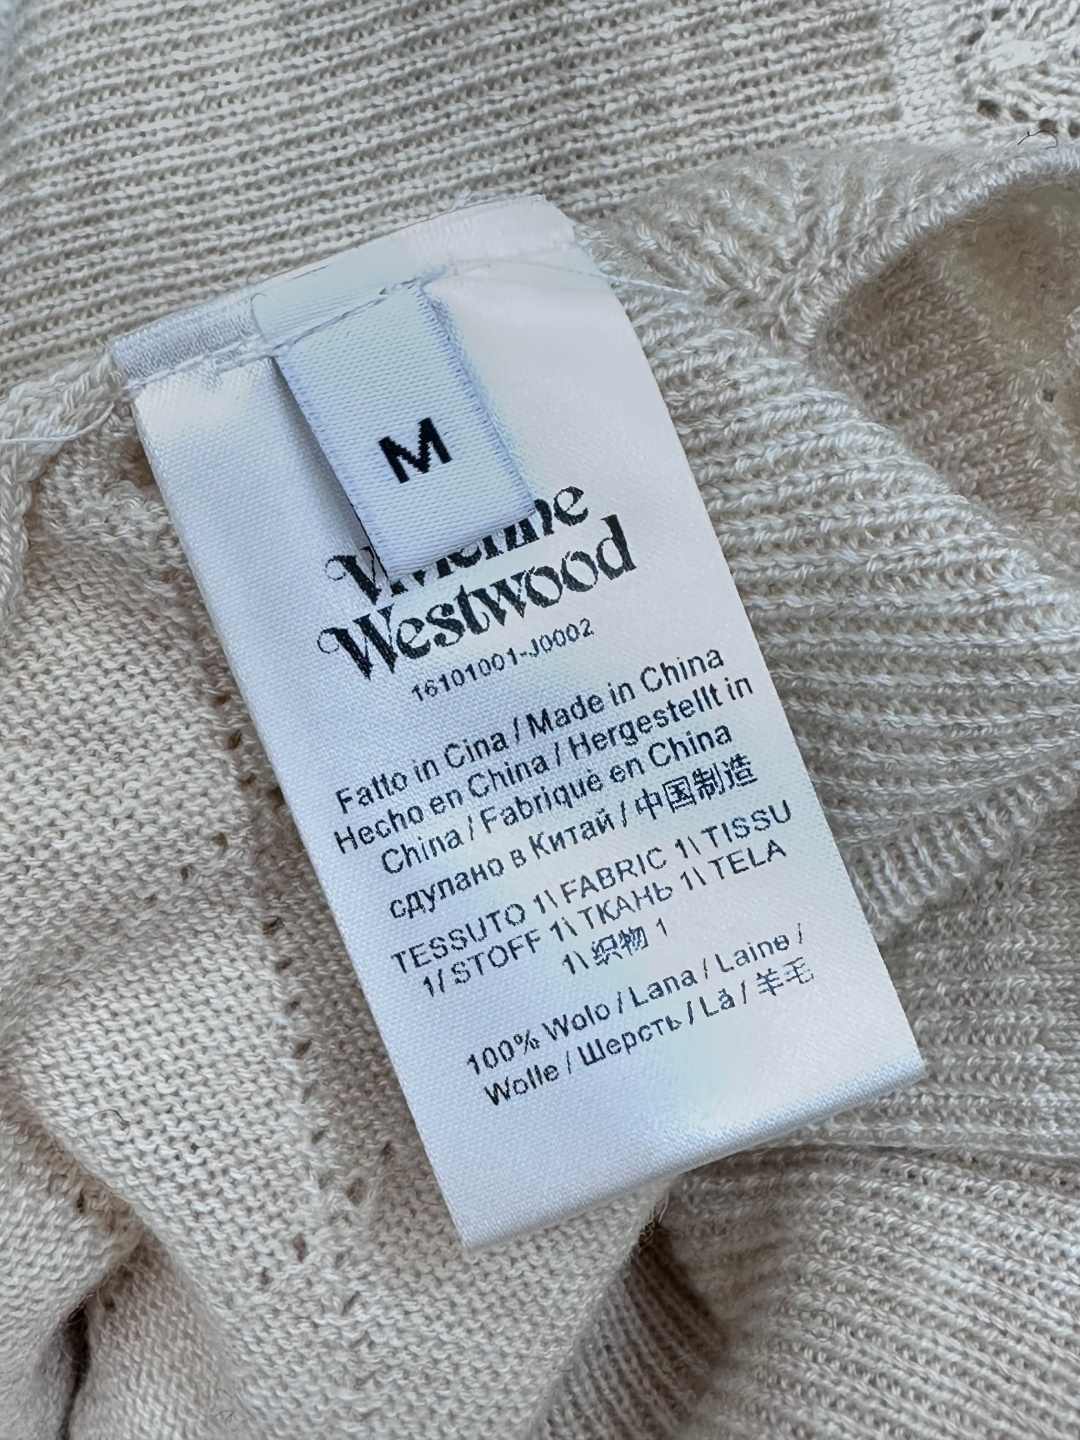 M
Vivienne
Westwood
16101001-J0002
Fatto in Cina / Made in China
Hecho en China / Hergestellt in
China / Fabriqué en China
сдупано в Китай / 中国制造
TESSUTO 1\ FABRIC 1\ TISSU
1/ STOFF 1\ ТКАНЬ 1\ TELA
1\ 织物 1
100% Wolo / Lana / Laine /
Wolle / Шерсть / Lã / 羊毛